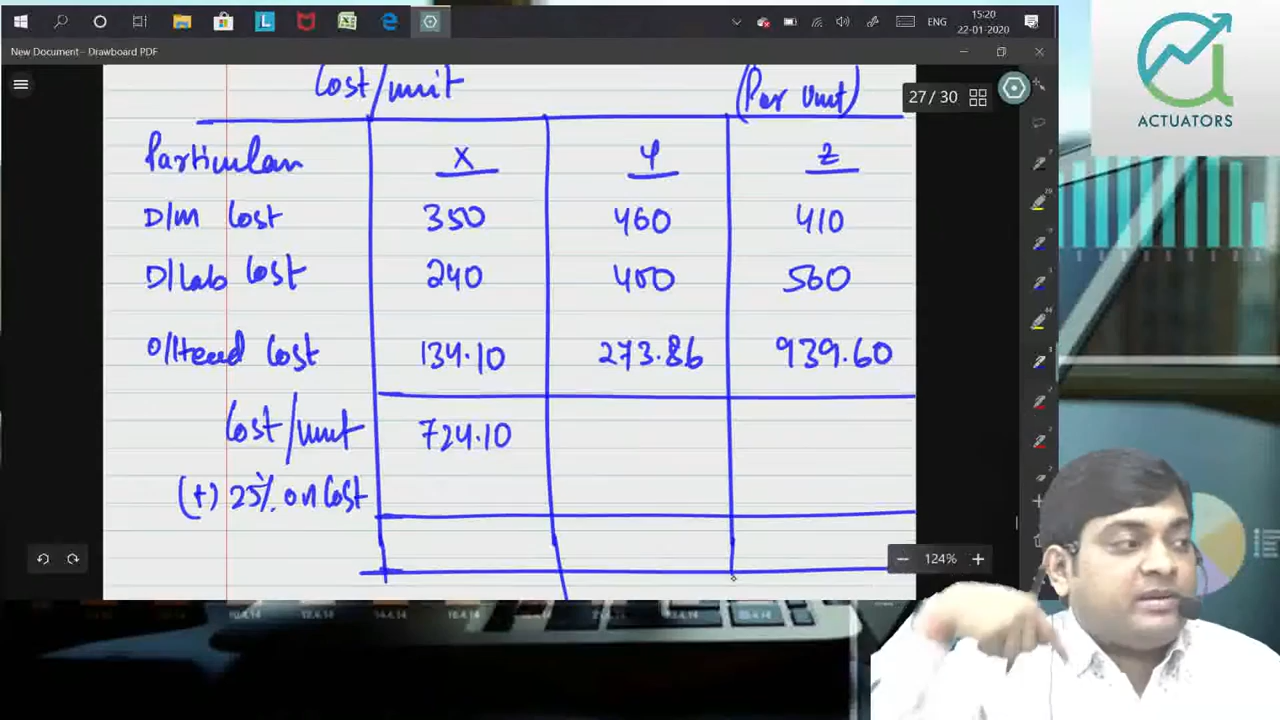 ENG
15:20
22-01-2020
New Document - Drawboard PDF
ACTUATORS
27 / 30
Cost/unit (Per Unit)
Particulars X Y Z
D/M Cost 350 460 410
D/Lab Cost 240 400 560
O/Head Cost 134.10 273.86 939.60
Cost/unit 724.10
(+) 25% on Cost
124%